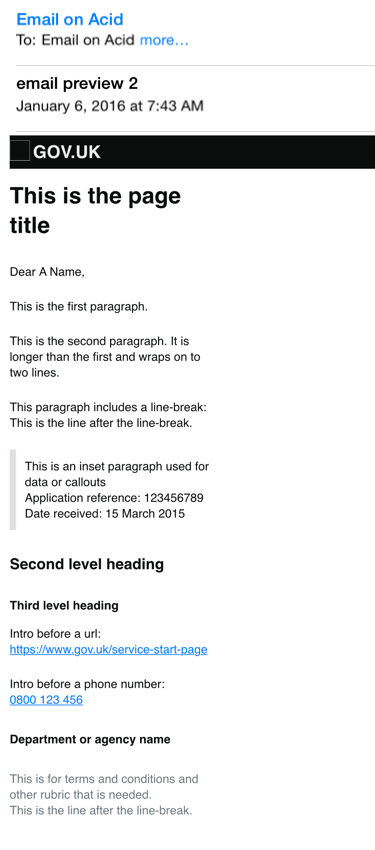 Email on Acid
To: Email on Acid more...
email preview 2
January 6, 2016 at 7:43 AM
GOV.UK
This is the page
title
Dear A Name,
This is the first paragraph.
This is the second paragraph. It is
longer than the first and wraps on to
two lines.
This paragraph includes a line-break:
This is the line after the line-break.
This is an inset paragraph used for
data or callouts
Application reference: 123456789
Date received: 15 March 2015
Second level heading
Third level heading
Intro before a url:
https://www.gov.uk/service-start-page
Intro before a phone number:
0800 123 456
Department or agency name
This is for terms and conditions and
other rubric that is needed.
This is the line after the line-break.